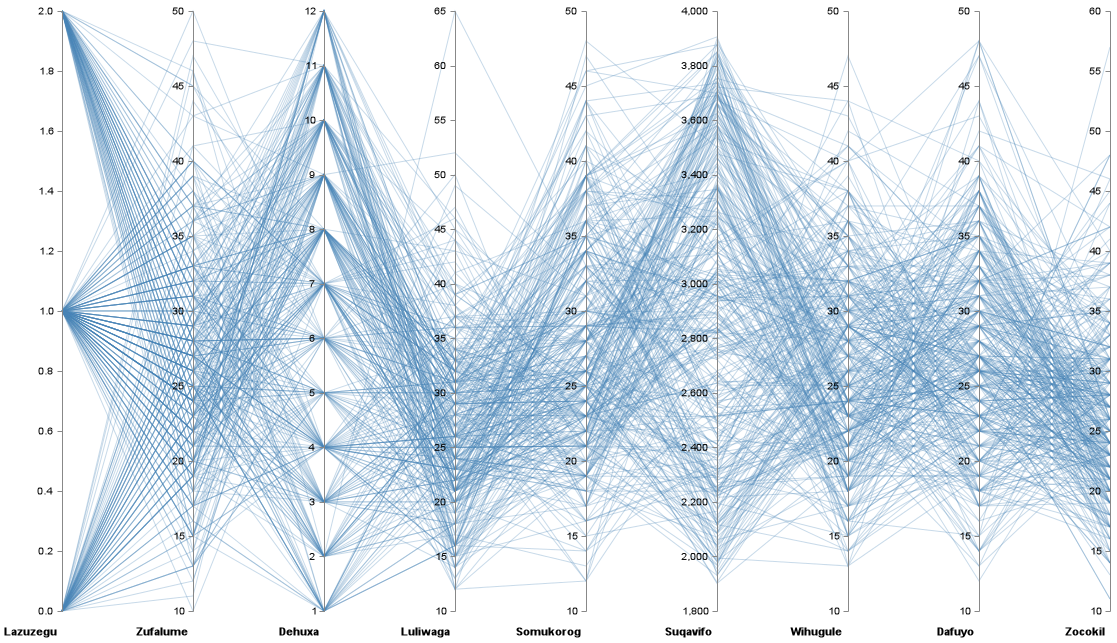 2.0 50 12 65 50 4,000 50 50 60
1.8 45 11 60 45 3,800 45 45 55
1.6 40 10 55 40 3,600 40 40 50
1.4 35 9 50 35 3,400 35 35 45
1.2 30 8 45 30 3,200 30 30 40
1.0 25 7 40 25 3,000 25 25 35
0.8 20 6 35 20 2,800 20 20 30
0.6 15 5 30 15 2,600 15 15 25
0.4 10 4 25 10 2,400 10 10 20
0.2 3 20 2,200 15
0.0 2 15 2,000 10
1 10 1,800
Lazuzegu Zufalume Dehuxa Luliwaga Somukorog Suqavifo Wihugule Dafuyo Zocokil